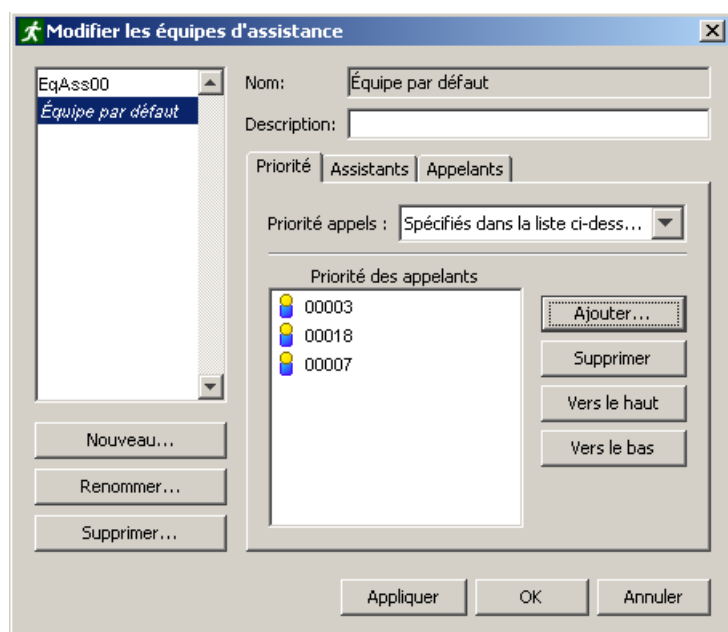 Modifier les équipes d'assistance
EqAss00
Équipe par défaut
Nom:
Équipe par défaut
Description:
Priorité
Assistants
Appelants
Priorité appels :
Spécifiés dans la liste ci-dess...
Priorité des appelants
00003
00018
00007
Ajouter...
Supprimer
Vers le haut
Vers le bas
Nouveau...
Renommer...
Supprimer...
Appliquer
OK
Annuler